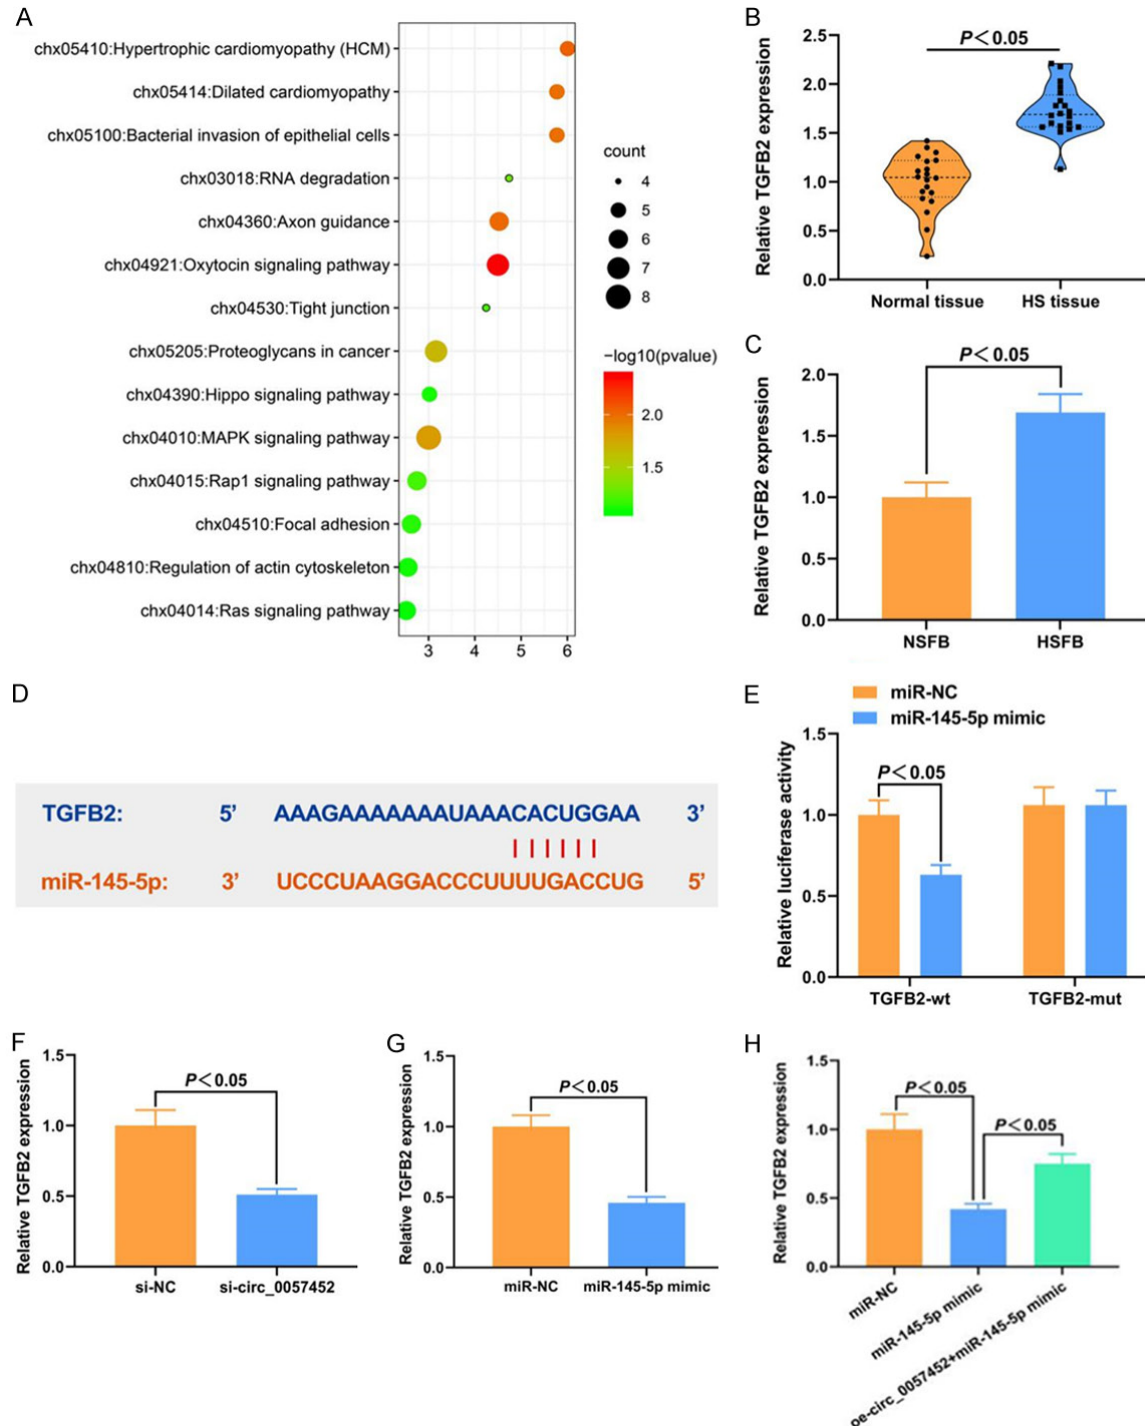 A
chx05410:Hypertrophic cardiomyopathy (HCM)
chx05414:Dilated cardiomyopathy
chx05100:Bacterial invasion of epithelial cells
chx03018:RNA degradation
chx04360:Axon guidance
chx04921:Oxytocin signaling pathway
chx04530:Tight junction
chx05205:Proteoglycans in cancer
chx04390:Hippo signaling pathway
chx04010:MAPK signaling pathway
chx04015:Rap1 signaling pathway
chx04510:Focal adhesion
chx04810:Regulation of actin cytoskeleton
chx04014:Ras signaling pathway
3 4 5 6
count
4
5
6
7
8
−log10(pvalue)
2.0
1.5
B
Relative TGFB2 expression
2.5
2.0
1.5
1.0
0.5
0.0
P<0.05
Normal tissue HS tissue
C
Relative TGFB2 expression
2.0
1.5
1.0
0.5
0.0
P<0.05
NSFB HSFB
D
TGFB2: 5’ AAAGAAAAAAAUAAACACUGGAA 3’
miR-145-5p: 3’ UCCCUAAGGACCCUUUUGACCUG 5’
E
miR-NC
miR-145-5p mimic
Relative luciferase activity
1.5
1.0
0.5
0.0
P<0.05
TGFB2-wt TGFB2-mut
F
Relative TGFB2 expression
1.5
1.0
0.5
0.0
P<0.05
si-NC si-circ_0057452
G
Relative TGFB2 expression
1.5
1.0
0.5
0.0
P<0.05
miR-NC miR-145-5p mimic
H
Relative TGFB2 expression
1.5
1.0
0.5
0.0
P<0.05
P<0.05
miR-NC
miR-145-5p mimic
oe-circ_0057452+miR-145-5p mimic